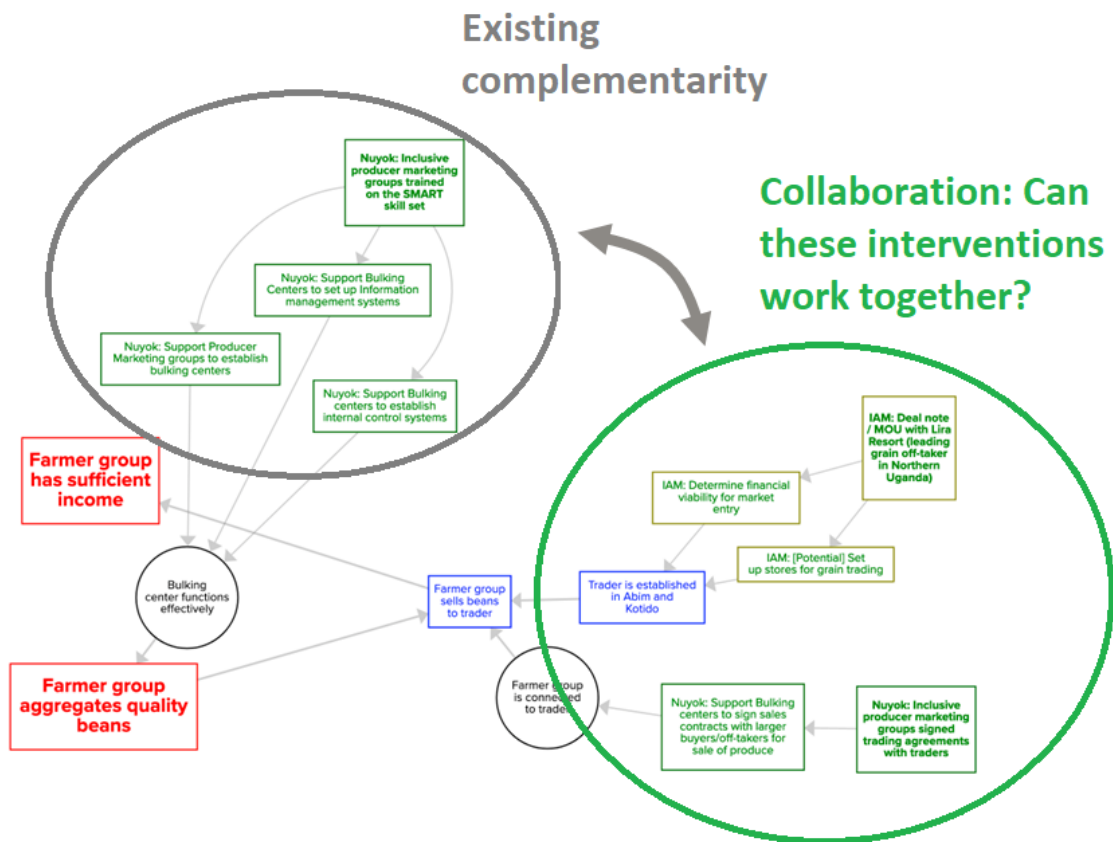 Existing
complementarity
Nuyok: Inclusive
producer marketing
groups trained
on the SMART
skill set
Collaboration: Can
these interventions
work together?
Nuyok: Support Bulking
Centers to set up Information
management systems
Nuyok: Support Producer
Marketing groups to establish
bulking centers
Nuyok: Support Bulking
centers to establish
internal control systems
Farmer group
has sufficient
income
IAM: Deal note
/ MOU with Lira
Resort (leading
grain off-taker
in Northern
Uganda)
IAM: Determine financial
viability for market
entry
IAM: [Potential] Set
up stores for grain trading
Bulking
center functions
effectively
Farmer group
sells beans
to trader
Trader is established
in Abim and
Kotido
Farmer group
aggregates quality
beans
Farmer group
is connected
to trader
Nuyok: Support Bulking
centers to sign sales
contracts with larger
buyers/off-takers for
sale of produce
Nuyok: Inclusive
producer marketing
groups signed
trading agreements
with traders